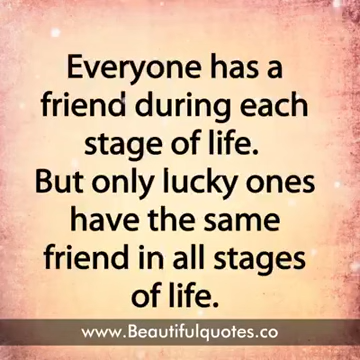 Everyone has a
friend during each
stage of life.
But only lucky ones
have the same
friend in all stages
of life.
www.Beautifulquotes.co